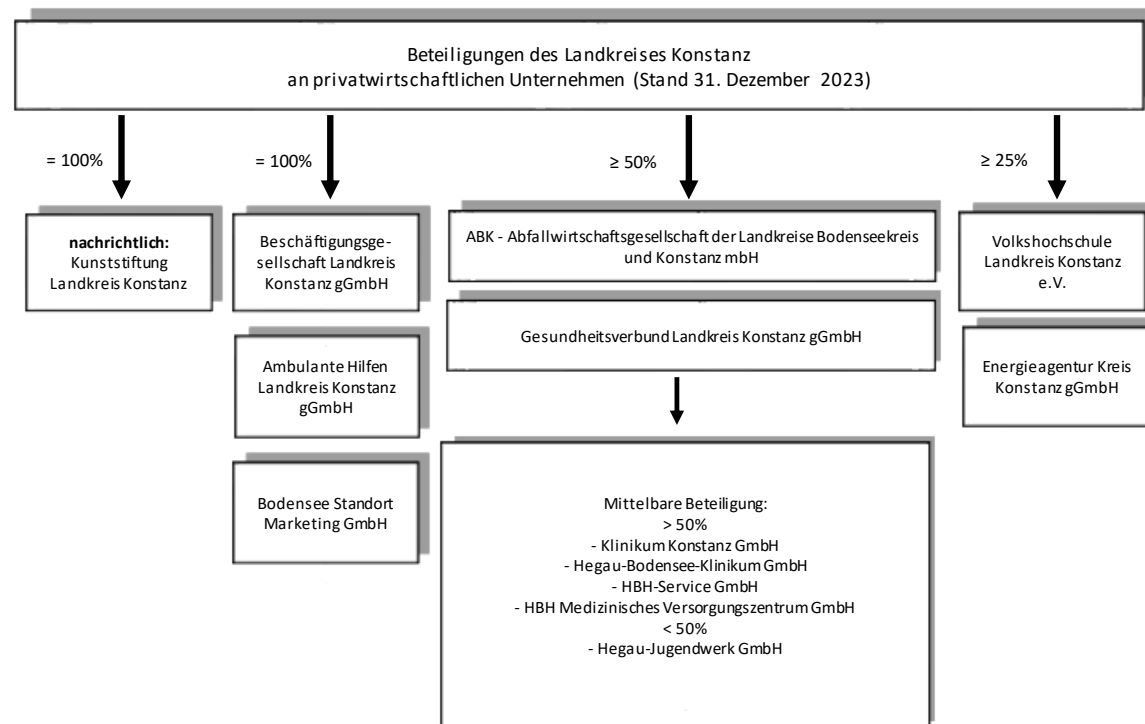 Beteiligungen des Landkreises Konstanz
an privatwirtschaftlichen Unternehmen (Stand 31. Dezember 2023)
= 100%
= 100%
≥ 50%
≥ 25%
nachrichtlich:
Kunststiftung
Landkreis Konstanz
Beschäftigungsge-
sellschaft Landkreis
Konstanz gGmbH
Ambulante Hilfen
Landkreis Konstanz
gGmbH
Bodensee Standort
Marketing GmbH
ABK - Abfallwirtschaftsgesellschaft der Landkreise Bodenseekreis
und Konstanz mbH
Gesundheitsverbund Landkreis Konstanz gGmbH
Mittelbare Beteiligung:
> 50%
- Klinikum Konstanz GmbH
- Hegau-Bodensee-Klinikum GmbH
- HBH-Service GmbH
- HBH Medizinisches Versorgungszentrum GmbH
< 50%
- Hegau-Jugendwerk GmbH
Volkshochschule
Landkreis Konstanz
e.V.
Energieagentur Kreis
Konstanz gGmbH